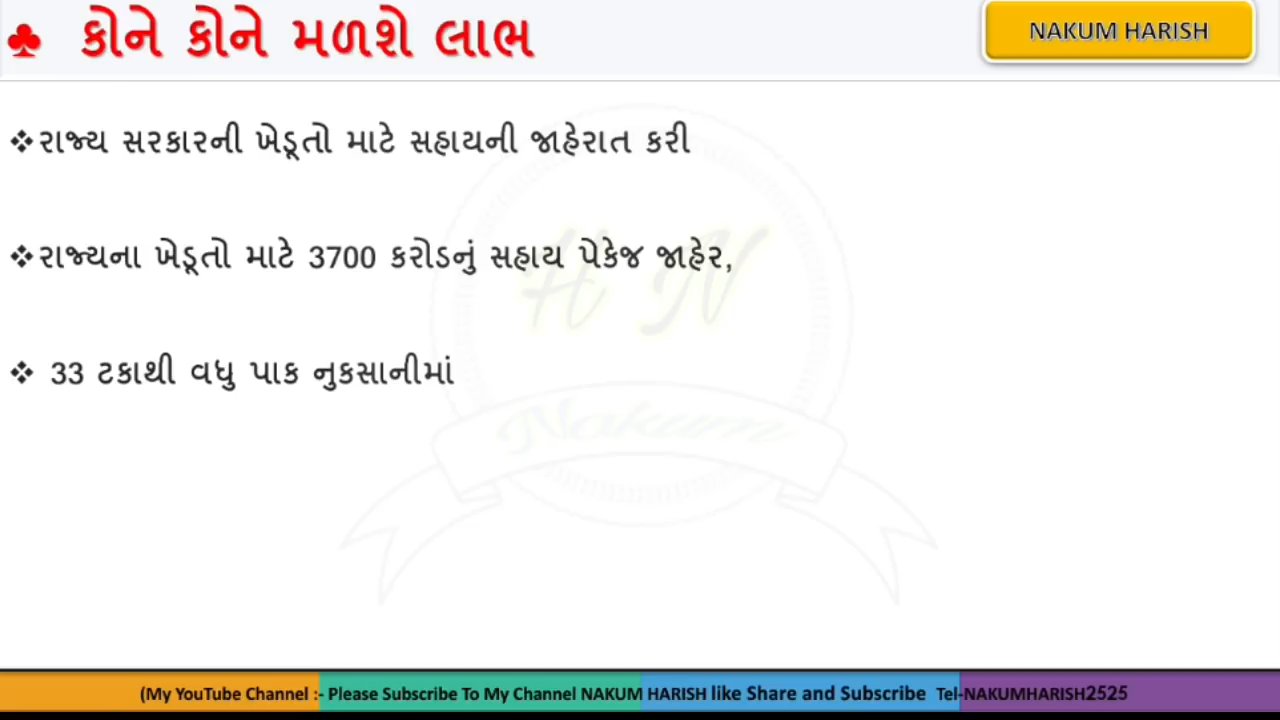 ♣ કોને કોને મળશે લાભ
NAKUM HARISH
❖રાજ્ય સરકારની ખેડૂતો માટે સહાયની જાહેરાત કરી
❖રાજ્યના ખેડૂતો માટે 3700 કરોડનું સહાય પેકેજ જાહેર,
❖ 33 ટકાથી વધુ પાક નુકસાનીમાં
H N
Nakum
(My YouTube Channel :- Please Subscribe To My Channel NAKUM HARISH like Share and Subscribe Tel-NAKUMHARISH2525